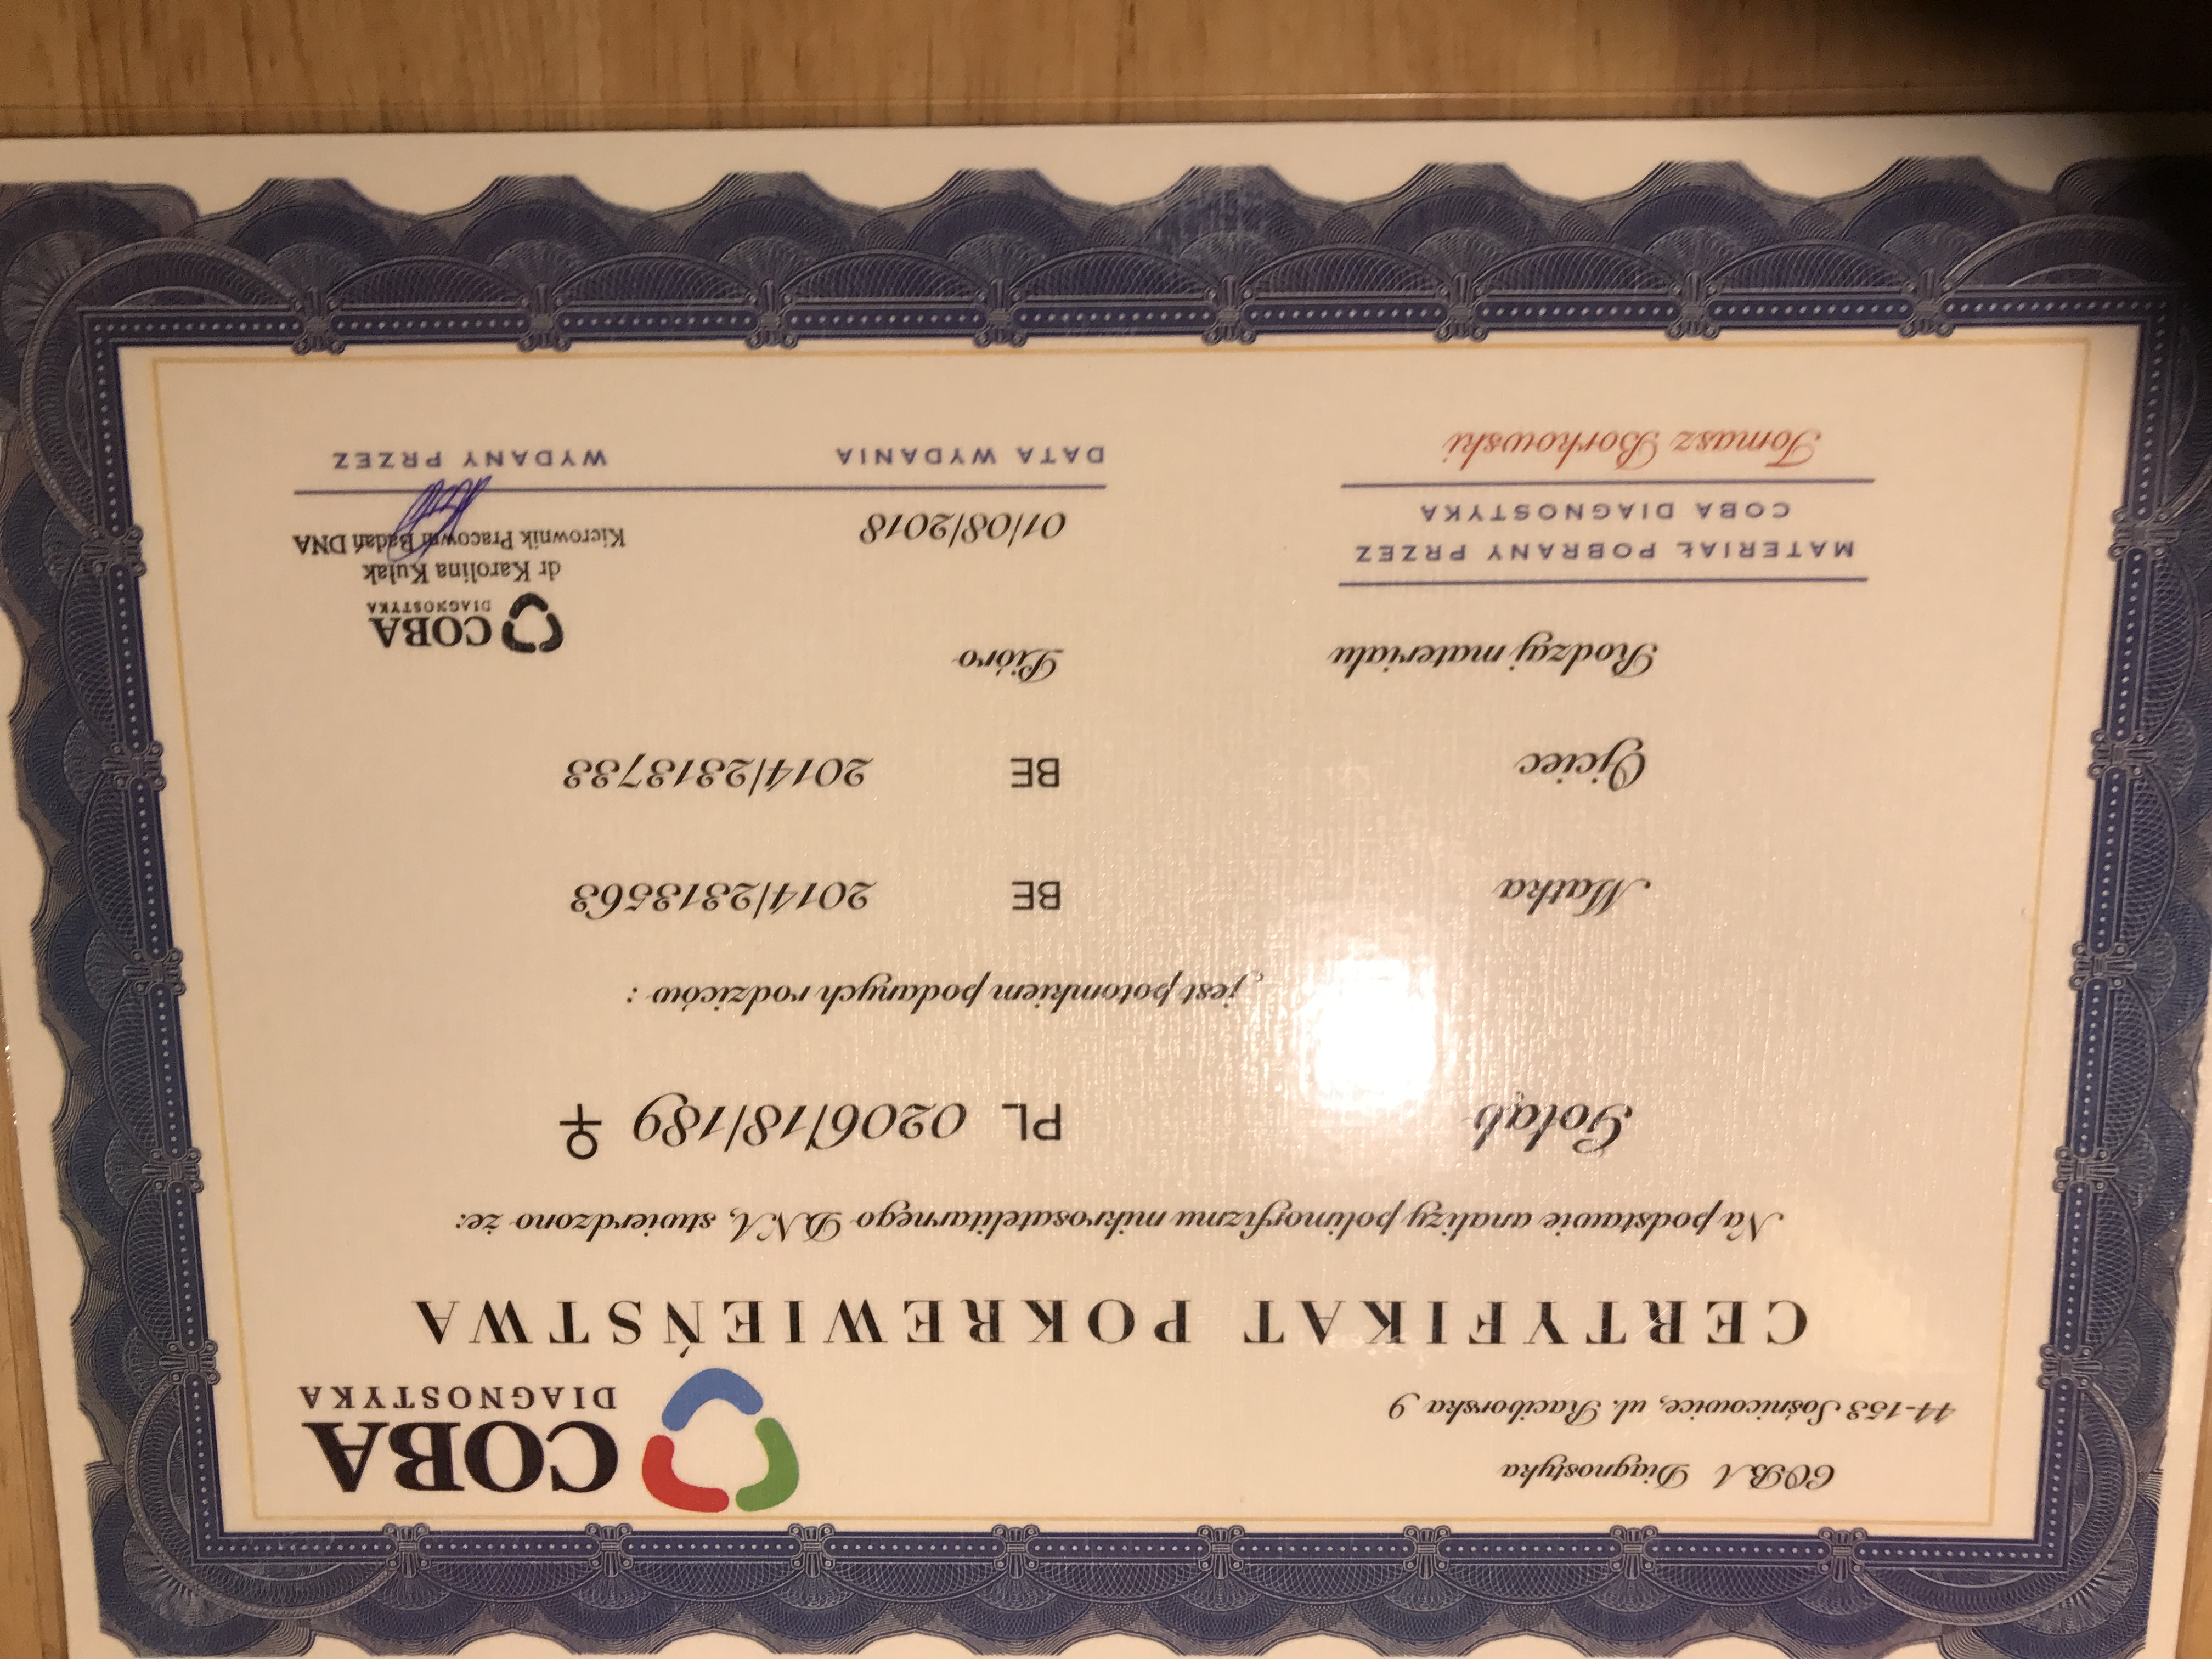 COBA Diagnostyka
44-153 Sośnicowice, ul. Raciborska 9
COBA
DIAGNOSTYKA
CERTYFIKAT POKREWIEŃSTWA
Na podstawie analizy polimorfizmu mikrosatelitarnego DNA, stwierdzono że:
Gołąb PL 0206/18/189 ♀
, jest potomkiem podanych rodziców :
Matka BE 2014/2313563
Ojciec BE 2014/2313733
Rodzaj materiału Pióro
COBA
DIAGNOSTYKA
dr Karolina Kułak
Kierownik Pracowni Badań DNA
MATERIAŁ POBRANY PRZEZ
COBA DIAGNOSTYKA
01/08/2018
Tomasz Borkowski
DATA WYDANIA
WYDANY PRZEZ